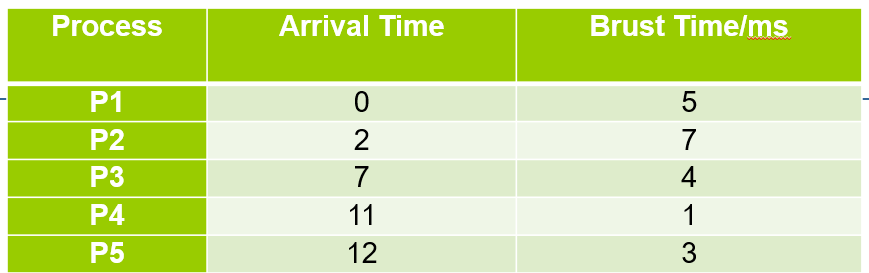 Process Arrival Time Brust Time/ms
P1 0 5
P2 2 7
P3 7 4
P4 11 1
P5 12 3